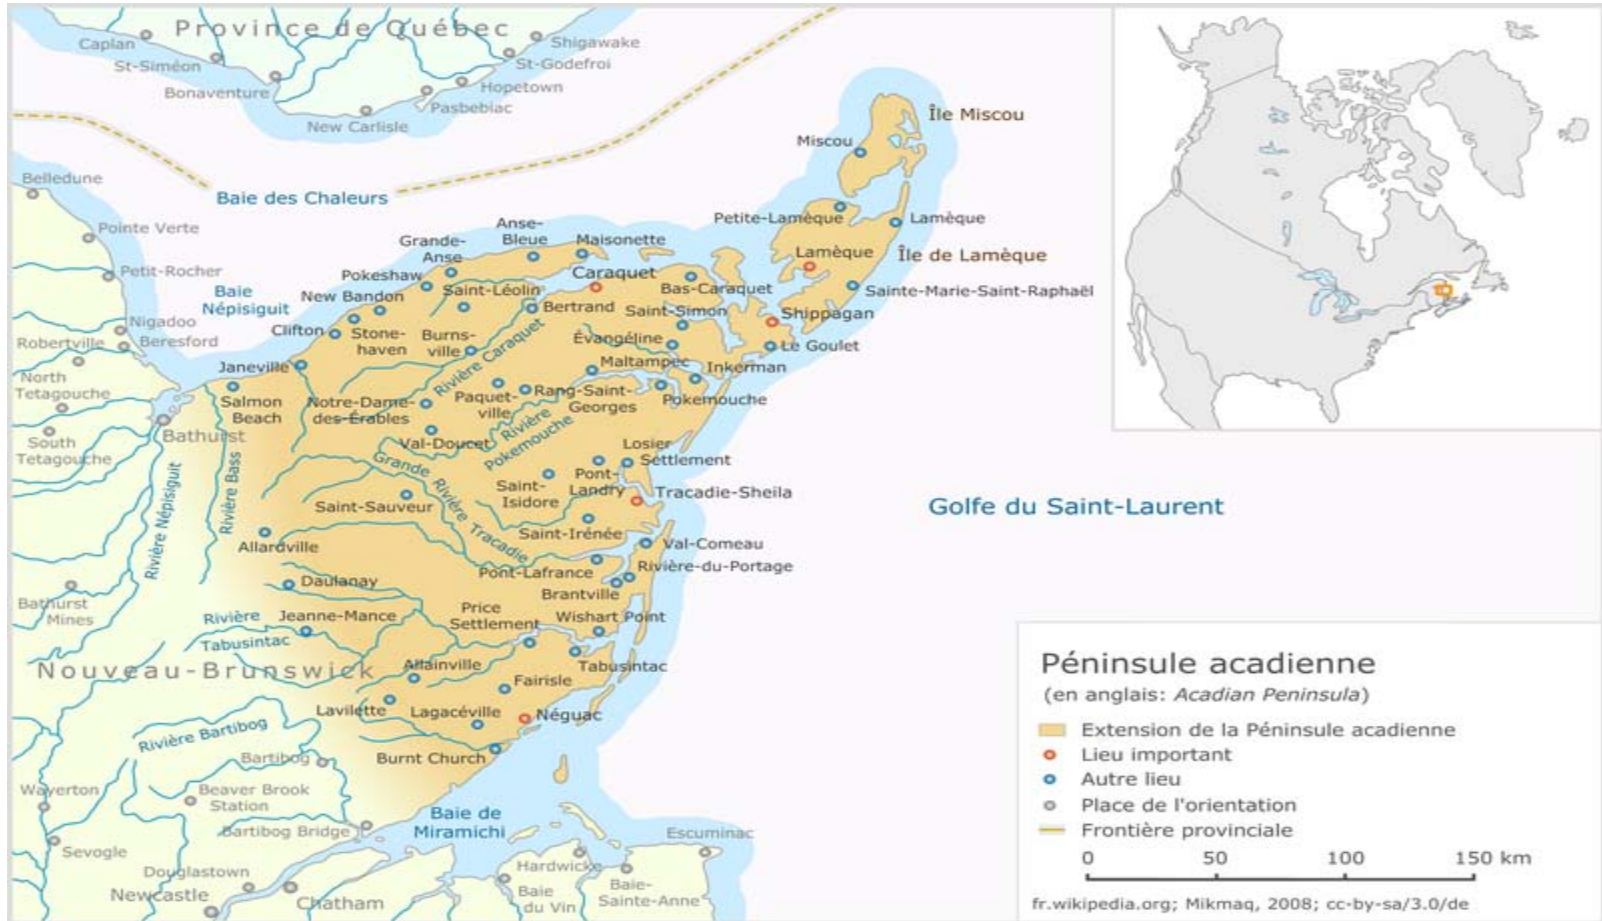 Province de Québec
Caplan
Shigawake
St-Siméon
St-Godefroi
Bonaventure
Hopetown
Pasbebiac
New Carlisle
Île Miscou
Miscou
Belledune
Baie des Chaleurs
Petite-Lamèque
Lamèque
Pointe Verte
Anse-
Bleue
Maisonette
Grande-
Anse
Lamèque
Île de Lamèque
Petit-Rocher
Pokeshaw
Caraquet
Baie
Népisiguit
New Bandon
Saint-Léolin
Bas-Caraquet
Sainte-Marie-Saint-Raphaël
Bertrand
Saint-Simon
Shippagan
Nigadoo
Clifton
Stone-
haven
Burns-
ville
Évangéline
Le Goulet
Robertville
Beresford
Rivière Caraquet
Janeville
Maltampec
Inkerman
North
Tetagouche
Salmon
Beach
Notre-Dame-
des-Érables
Paquet-
ville
Rang-Saint-
Georges
Pokemouche
Bathurst
South
Tetagouche
Val-Doucet
Rivière
Pokemouche
Losier
Settlement
Grande
Rivière Tracadie
Rivière Népisiguit
Rivière Bass
Saint-
Isidore
Pont-
Landry
Tracadie-Sheila
Saint-Sauveur
Golfe du Saint-Laurent
Saint-Irénée
Allardville
Val-Comeau
Pont-Lafrance
Rivière-du-Portage
Daulanay
Brantville
Bathurst
Mines
Rivière
Tabusintac
Jeanne-Mance
Price
Settlement
Wishart Point
Nouveau-Brunswick
Allainville
Tabusintac
Fairisle
Lavilette
Lagacéville
Néguac
Rivière Bartibog
Bartibog
Burnt Church
Wayerton
Beaver Brook
Station
Baie de
Miramichi
Bartibog Bridge
Escuminac
Sevogle
Douglastown
Hardwicke
Newcastle
Chatham
Baie
du Vin
Baie-
Sainte-Anne
Péninsule acadienne
(en anglais: Acadian Peninsula)
Extension de la Péninsule acadienne
Lieu important
Autre lieu
Place de l'orientation
Frontière provinciale
0 50 100 150 km
fr.wikipedia.org; Mikmaq, 2008; cc-by-sa/3.0/de